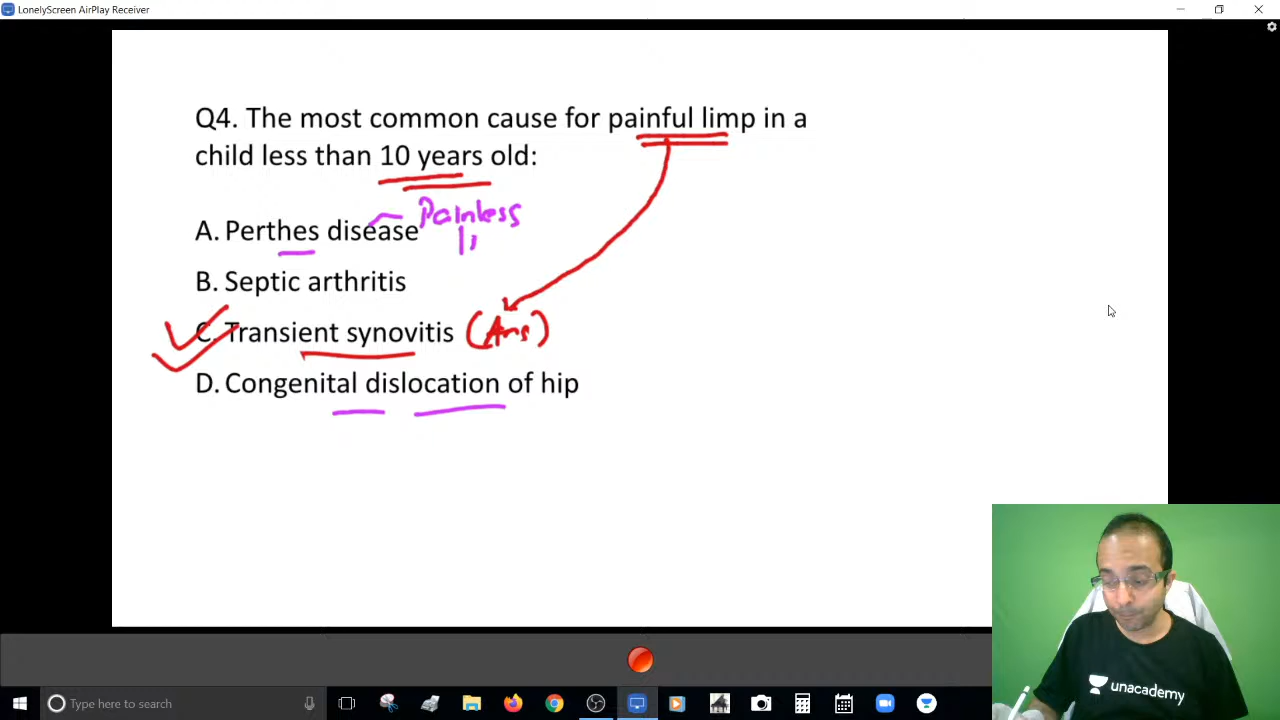 LonelyScreen AirPlay Receiver
Q4. The most common cause for painful limp in a
child less than 10 years old:
Painless
A. Perthes disease
B. Septic arthritis
C. Transient synovitis (Ans)
D. Congenital dislocation of hip
unacademy
Type here to search